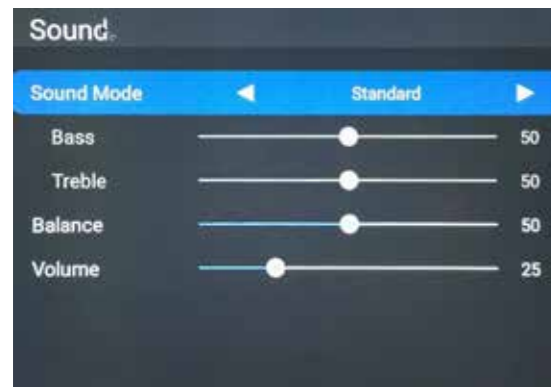 Sound
Sound Mode Standard
Bass 50
Treble 50
Balance 50
Volume 25